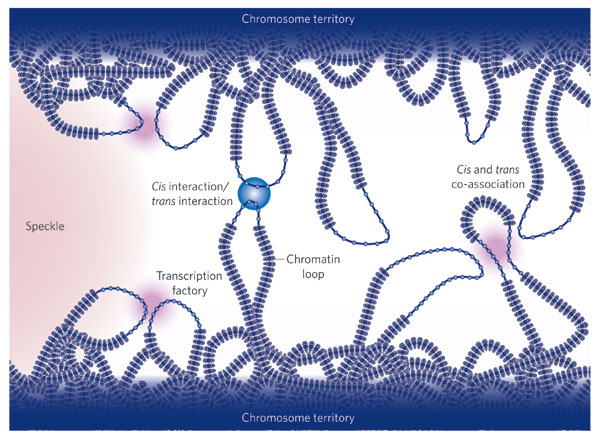 Chromosome territory
Cis and trans
co-association
Cis interaction/
trans interaction
Speckle
Chromatin
loop
Transcription
factory
Chromosome territory